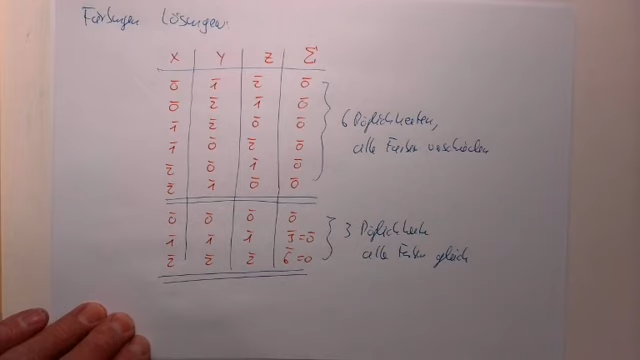 Färbungen Lösungen:
X Y Z Σ
0̄ 1̄ 2̄ 0̄
0̄ 2̄ 1̄ 0̄
1̄ 2̄ 0̄ 0̄
1̄ 0̄ 2̄ 0̄
2̄ 0̄ 1̄ 0̄
2̄ 1̄ 0̄ 0̄
6 Möglichkeiten,
alle Farben verschieden
0̄ 0̄ 0̄ 0̄
1̄ 1̄ 1̄ 3̄=0̄
2̄ 2̄ 2̄ 6̄=0
3 Möglichkeite
alle Farben gleich